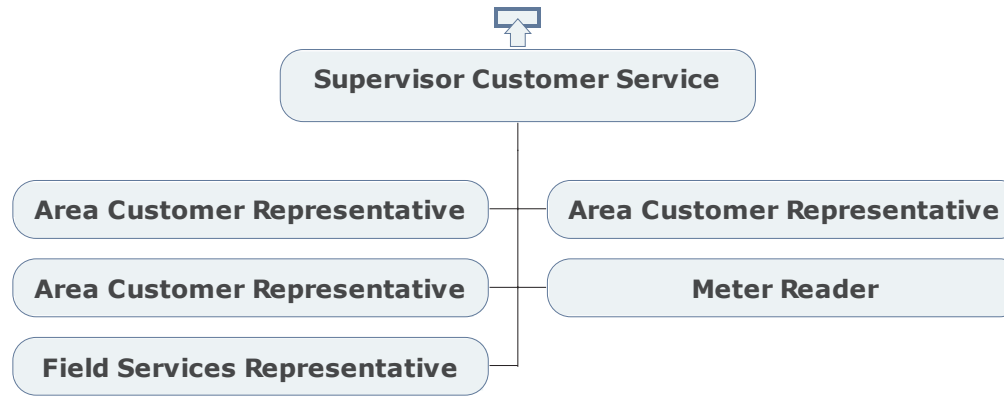 Supervisor Customer Service
Area Customer Representative
Area Customer Representative
Area Customer Representative
Meter Reader
Field Services Representative